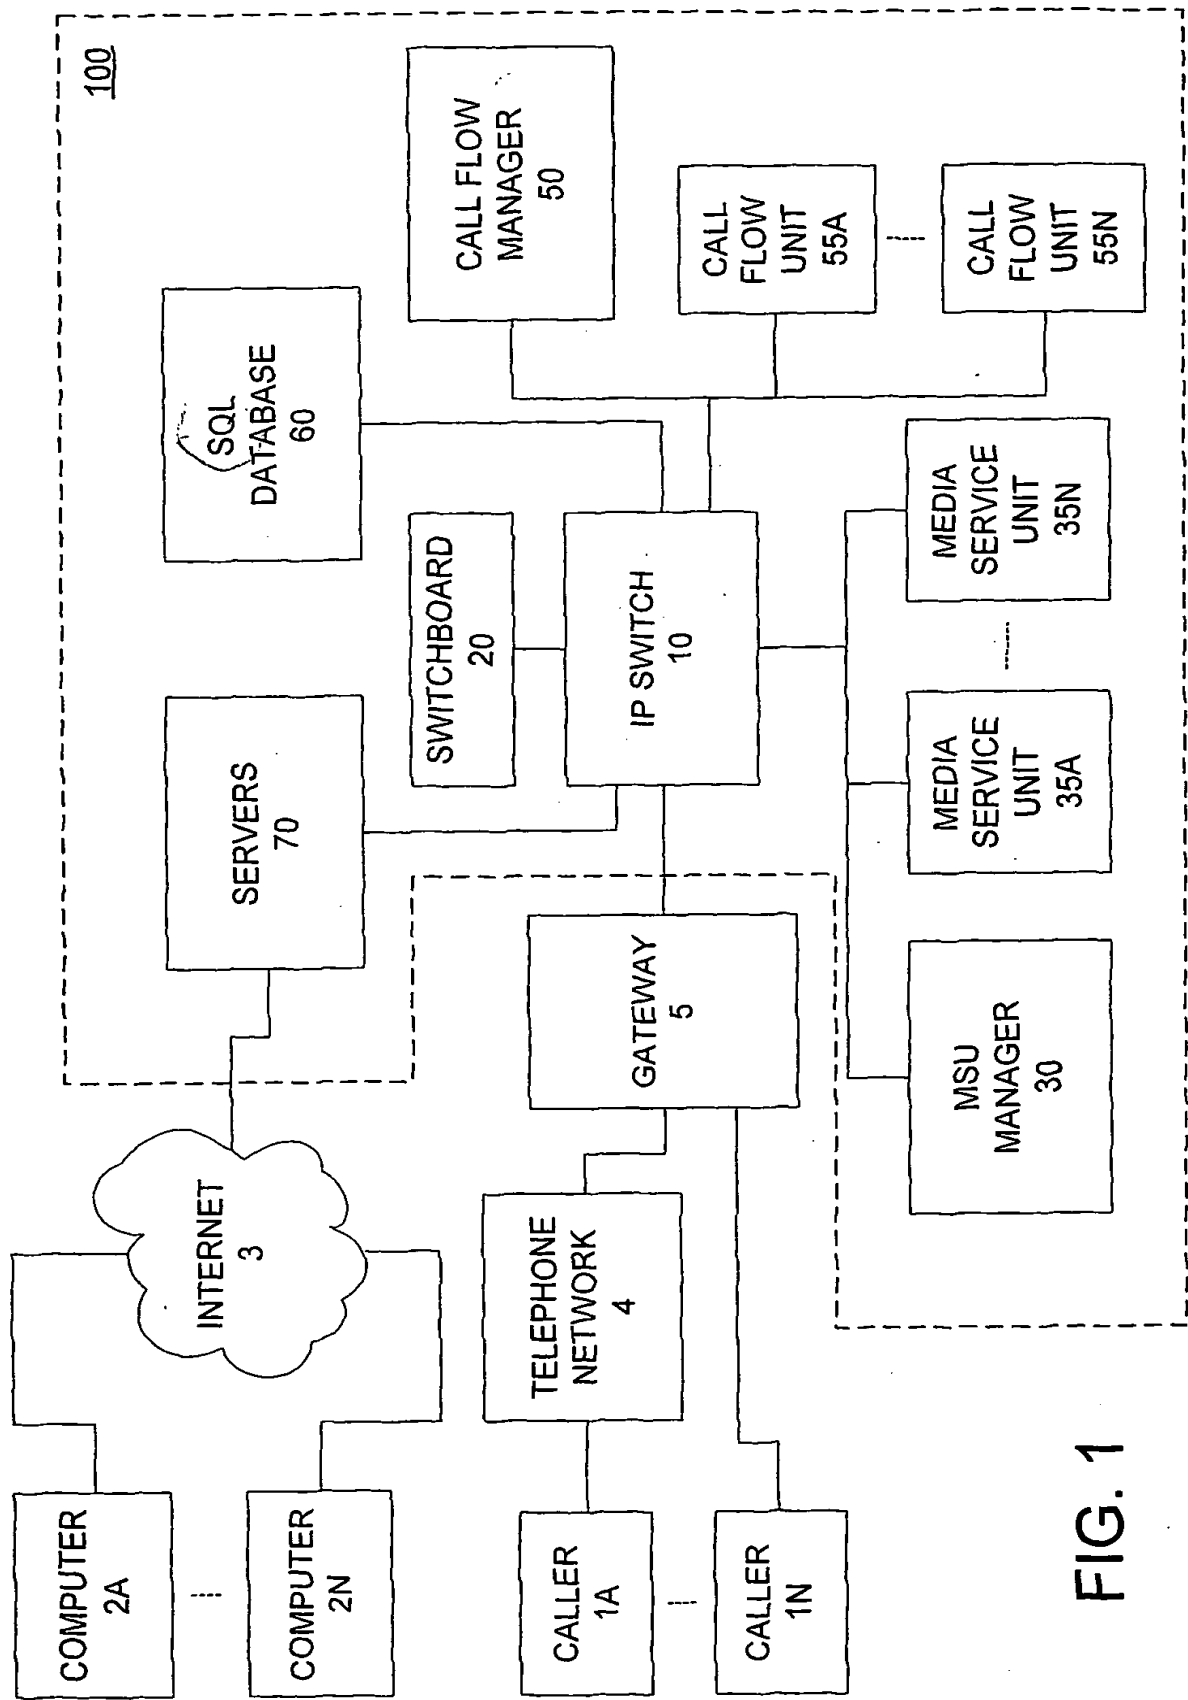 100
COMPUTER
2A
COMPUTER
2N
INTERNET
3
SERVERS
70
SQL
DATABASE
60
CALLER
1A
CALLER
1N
TELEPHONE
NETWORK
4
GATEWAY
5
SWITCHBOARD
20
IP SWITCH
10
CALL FLOW
MANAGER
50
CALL
FLOW
UNIT
55A
CALL
FLOW
UNIT
55N
MSU
MANAGER
30
MEDIA
SERVICE
UNIT
35A
MEDIA
SERVICE
UNIT
35N
FIG. 1